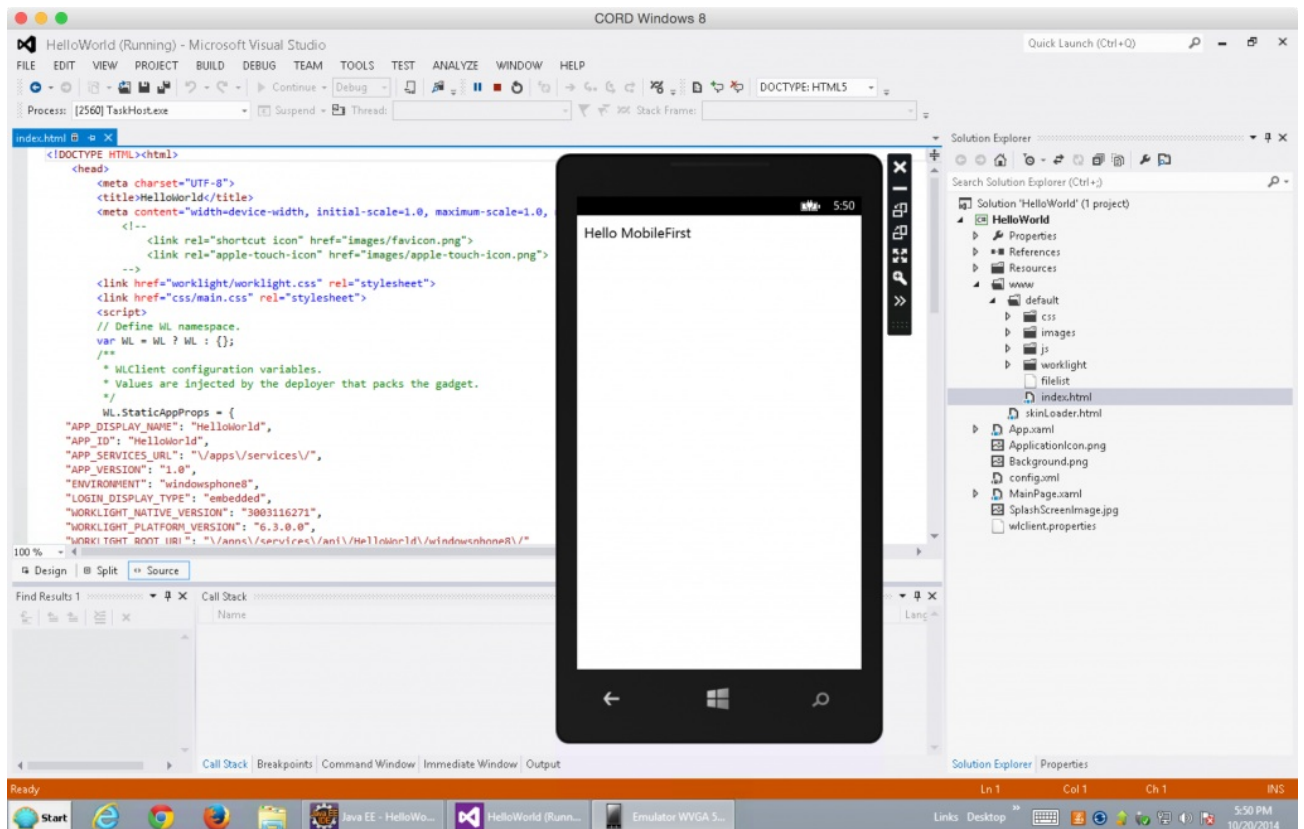 CORD Windows 8
HelloWorld (Running) - Microsoft Visual Studio
Quick Launch (Ctrl+Q)
FILE EDIT VIEW PROJECT BUILD DEBUG TEAM TOOLS TEST ANALYZE WINDOW HELP
Continue Debug DOCTYPE: HTML5
Process: [2560] TaskHost.exe Suspend Thread: Stack Frame:
index.html
<!DOCTYPE HTML><html>
<head>
<meta charset="UTF-8">
<title>HelloWorld</title>
<meta content="width=device-width, initial-scale=1.0, maximum-scale=1.0,
<!--
<link rel="shortcut icon" href="images/favicon.png">
<link rel="apple-touch-icon" href="images/apple-touch-icon.png">
-->
<link href="worklight/worklight.css" rel="stylesheet">
<link href="css/main.css" rel="stylesheet">
<script>
// Define WL namespace.
var WL = WL ? WL : {};
/**
* WLClient configuration variables.
* Values are injected by the deployer that packs the gadget.
*/
WL.StaticAppProps = {
"APP_DISPLAY_NAME": "HelloWorld",
"APP_ID": "HelloWorld",
"APP_SERVICES_URL": "\/apps\/services\/",
"APP_VERSION": "1.0",
"ENVIRONMENT": "windowsphone8",
"LOGIN_DISPLAY_TYPE": "embedded",
"WORKLIGHT_NATIVE_VERSION": "3003116271",
"WORKLIGHT_PLATFORM_VERSION": "6.3.0.0",
"WORKLIGHT_ROOT_URL": "\/apps\/services\/api\/HelloWorld\/windowsphone8\/"
100 %
Design Split Source
5:50
Hello MobileFirst
Solution Explorer
Search Solution Explorer (Ctrl+;)
Solution 'HelloWorld' (1 project)
HelloWorld
Properties
References
Resources
www
default
css
images
js
worklight
filelist
index.html
skinLoader.html
App.xaml
ApplicationIcon.png
Background.png
config.xml
MainPage.xaml
SplashScreenImage.jpg
wlclient.properties
Find Results 1
Call Stack
Name
Lang
Call Stack Breakpoints Command Window Immediate Window Output
Solution Explorer Properties
Ready
Ln 1 Col 1 Ch 1 INS
Start
Java EE - HelloWo...
HelloWorld (Runn...
Emulator WVGA 5...
Links Desktop
5:50 PM
10/20/2014